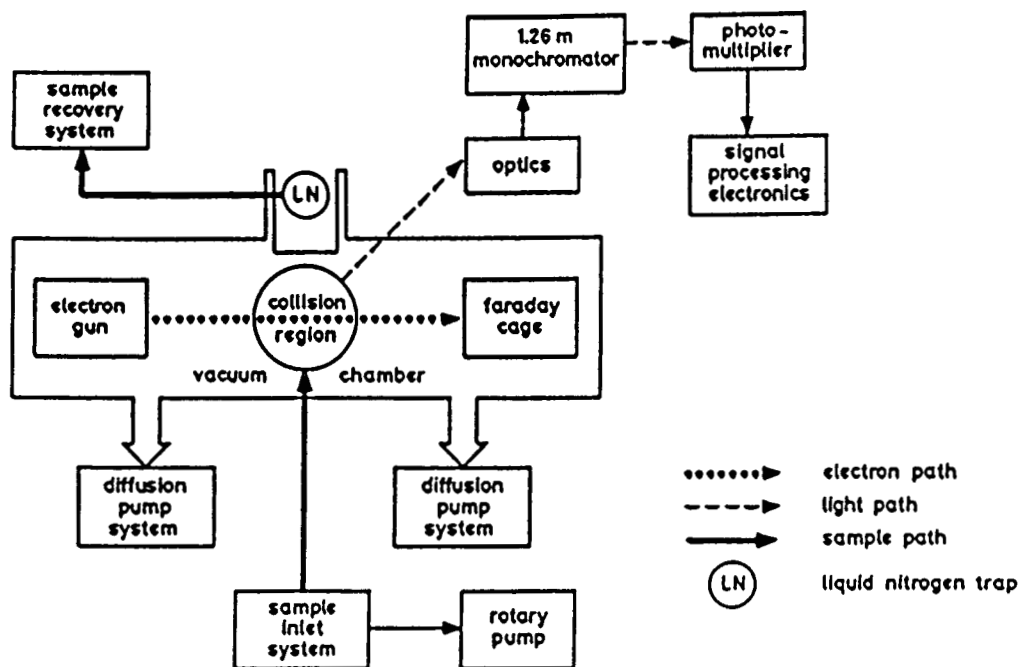 1.26 m
monochromator
photo-
multiplier
sample
recovery
system
optics
signal
processing
electronics
LN
electron
gun
collision
region
faraday
cage
vacuum chamber
diffusion
pump
system
diffusion
pump
system
electron path
light path
sample path
LN liquid nitrogen trap
sample
inlet
system
rotary
pump